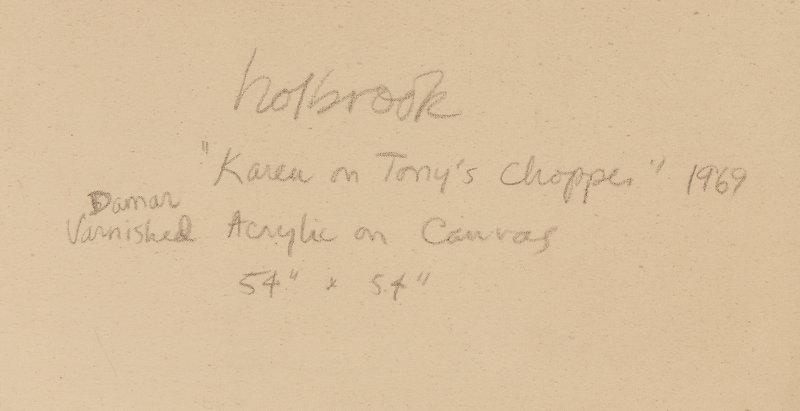 holbrook
"Karen on Tony's Chopper" 1969
Damar
Varnished Acrylic on Canvas
54" x 54"